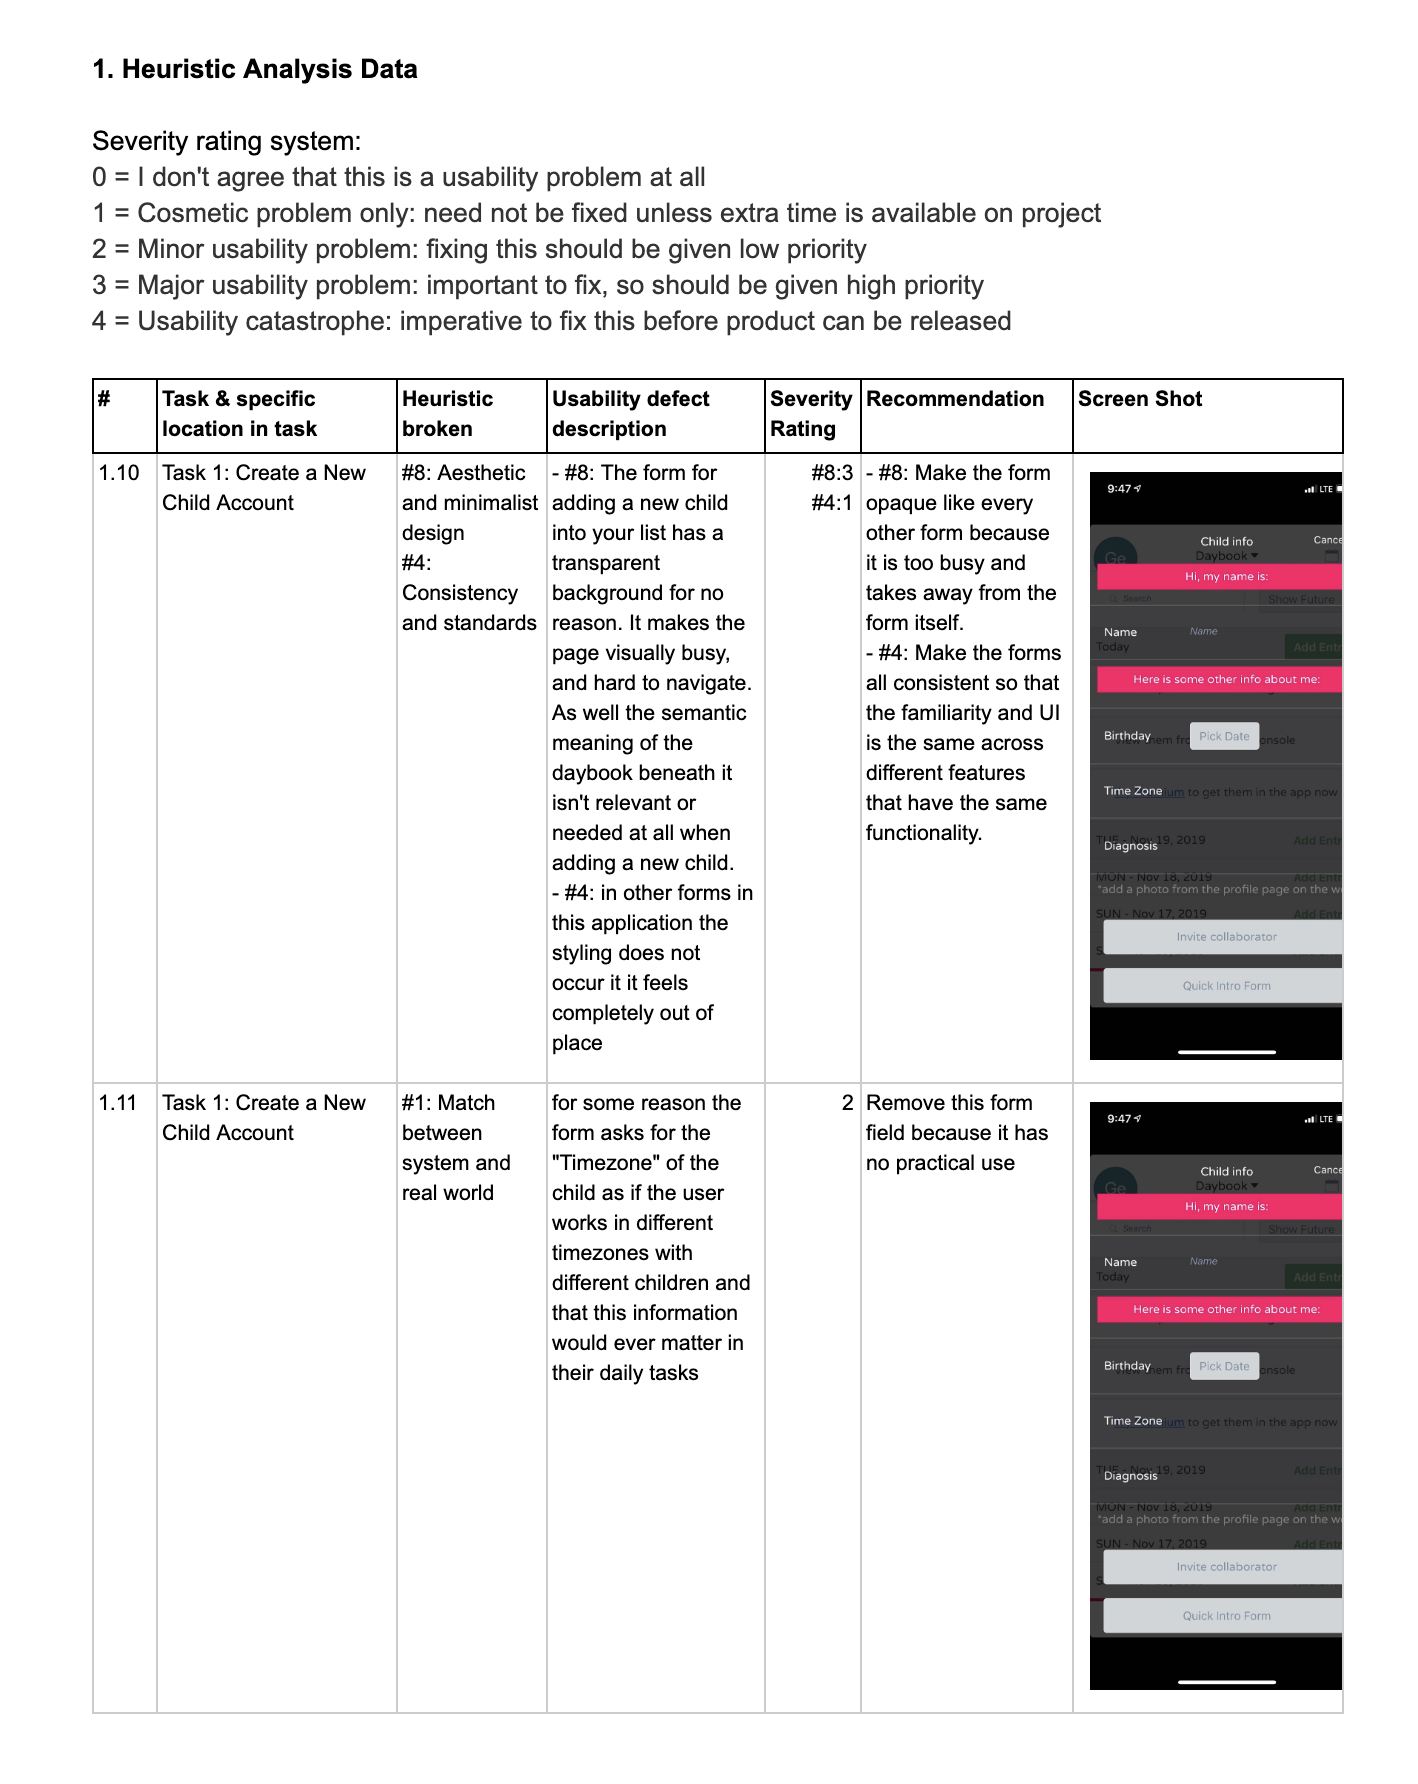 1. Heuristic Analysis Data
Severity rating system:
0 = I don't agree that this is a usability problem at all
1 = Cosmetic problem only: need not be fixed unless extra time is available on project
2 = Minor usability problem: fixing this should be given low priority
3 = Major usability problem: important to fix, so should be given high priority
4 = Usability catastrophe: imperative to fix this before product can be released
#
Task & specific
location in task
Heuristic
broken
Usability defect
description
Severity
Rating
Recommendation
Screen Shot
1.10
Task 1: Create a New
Child Account
#8: Aesthetic
and minimalist
design
#4:
Consistency
and standards
- #8: The form for
adding a new child
into your list has a
transparent
background for no
reason. It makes the
page visually busy,
and hard to navigate.
As well the semantic
meaning of the
daybook beneath it
isn't relevant or
needed at all when
adding a new child.
- #4: in other forms in
this application the
styling does not
occur it it feels
completely out of
place
#8:3
#4:1
- #8: Make the form
opaque like every
other form because
it is too busy and
takes away from the
form itself.
- #4: Make the forms
all consistent so that
the familiarity and UI
is the same across
different features
that have the same
functionality.
9:47
LTE
Child info
Cance
Ge
Daybook
Hi, my name is:
Search
Show Future
Name
Name
Today
Add Entr
Here is some other info about me:
Birthday
Pick Date
onsole
Time Zone
ium to get them in the app now
TUE - Nov 19, 2019
Add Entr
Diagnosis
MON - Nov 18, 2019
Add Entr
*add a photo from the profile page on the we
SUN - Nov 17, 2019
Add Entr
Invite collaborator
S
Quick Intro Form
1.11
Task 1: Create a New
Child Account
#1: Match
between
system and
real world
for some reason the
form asks for the
"Timezone" of the
child as if the user
works in different
timezones with
different children and
that this information
would ever matter in
their daily tasks
2
Remove this form
field because it has
no practical use
9:47
LTE
Child info
Cance
Ge
Daybook
Hi, my name is:
Search
Show Future
Name
Name
Today
Add Entr
Here is some other info about me:
Birthday
Pick Date
onsole
Time Zone
ium to get them in the app now
TUE - Nov 19, 2019
Add Entr
Diagnosis
MON - Nov 18, 2019
Add Entr
*add a photo from the profile page on the we
SUN - Nov 17, 2019
Add Entr
Invite collaborator
S
Quick Intro Form